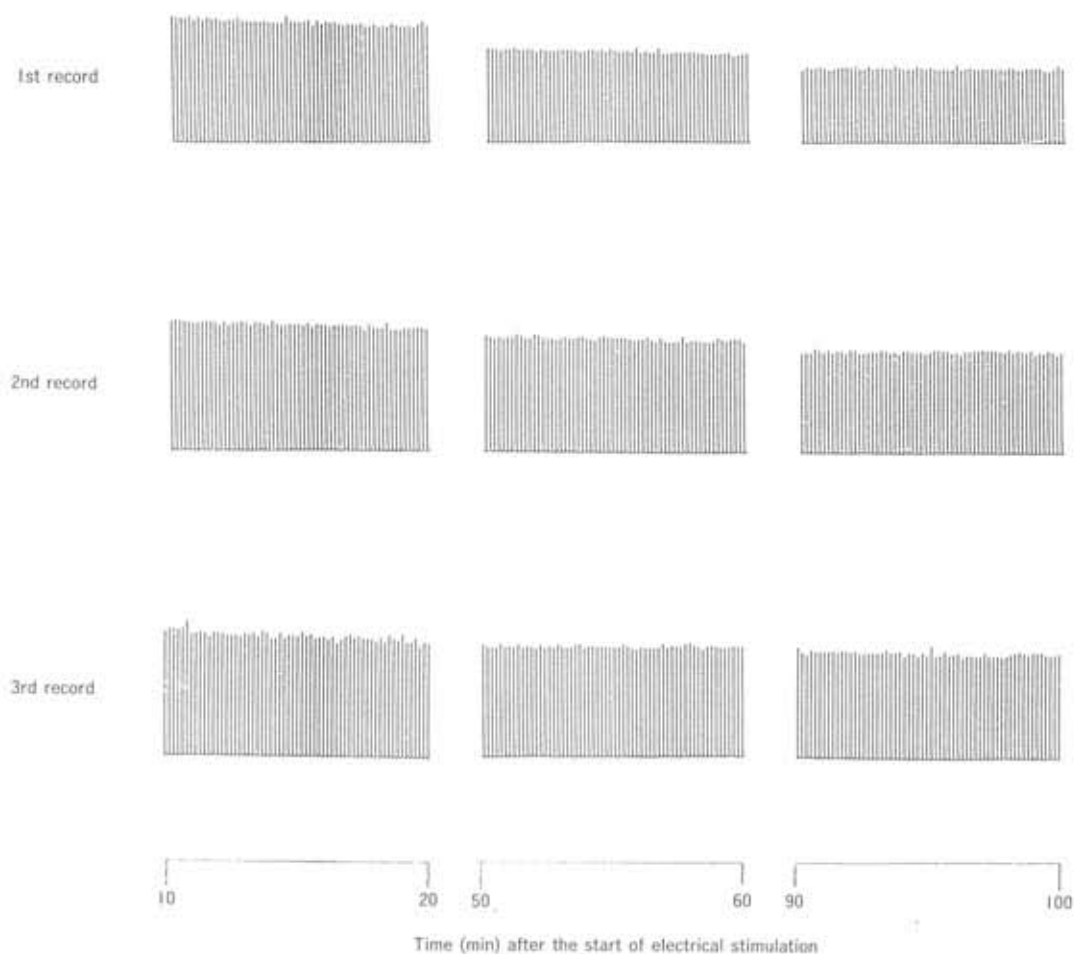 1st record
2nd record
3rd record
10 20 50 60 90 100
Time (min) after the start of electrical stimulation